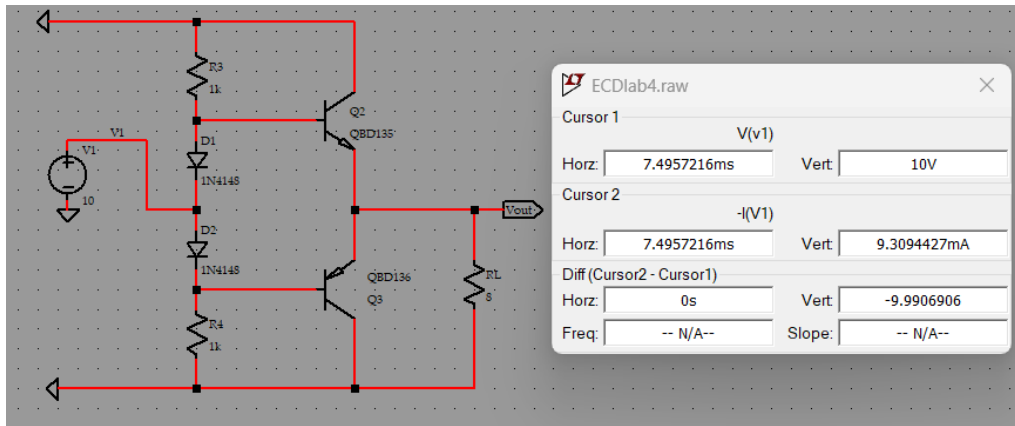 R3
1k
Q2
QBD135
V1
V1
D1
1N4148
10
Vout
D2
1N4148
QBD136
Q3
RL
8
R4
1k
ECDlab4.raw
Cursor 1
V(v1)
Horz: 7.4957216ms Vert: 10V
Cursor 2
-I(V1)
Horz: 7.4957216ms Vert: 9.3094427mA
Diff (Cursor2 - Cursor1)
Horz: 0s Vert: -9.9906906
Freq: -- N/A-- Slope: -- N/A--